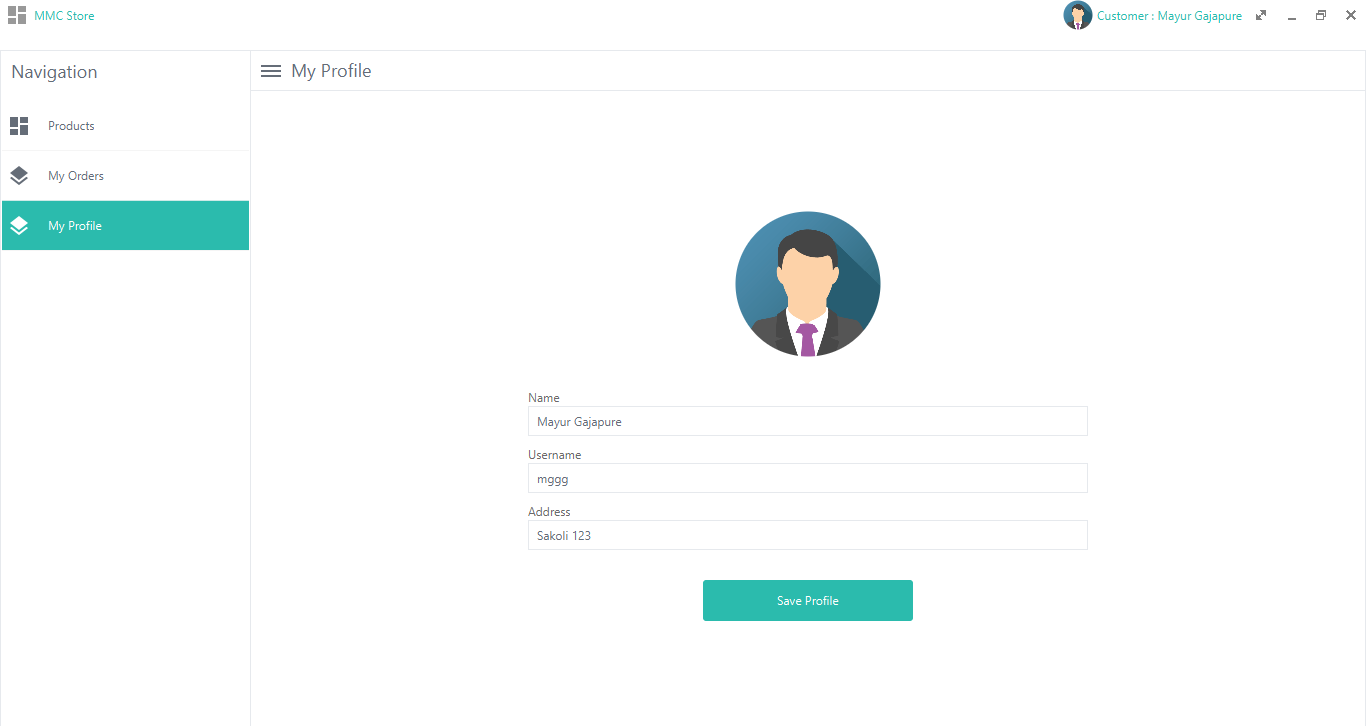 MMC Store
Customer : Mayur Gajapure
Navigation
My Profile
Products
My Orders
My Profile
Name
Mayur Gajapure
Username
mggg
Address
Sakoli 123
Save Profile